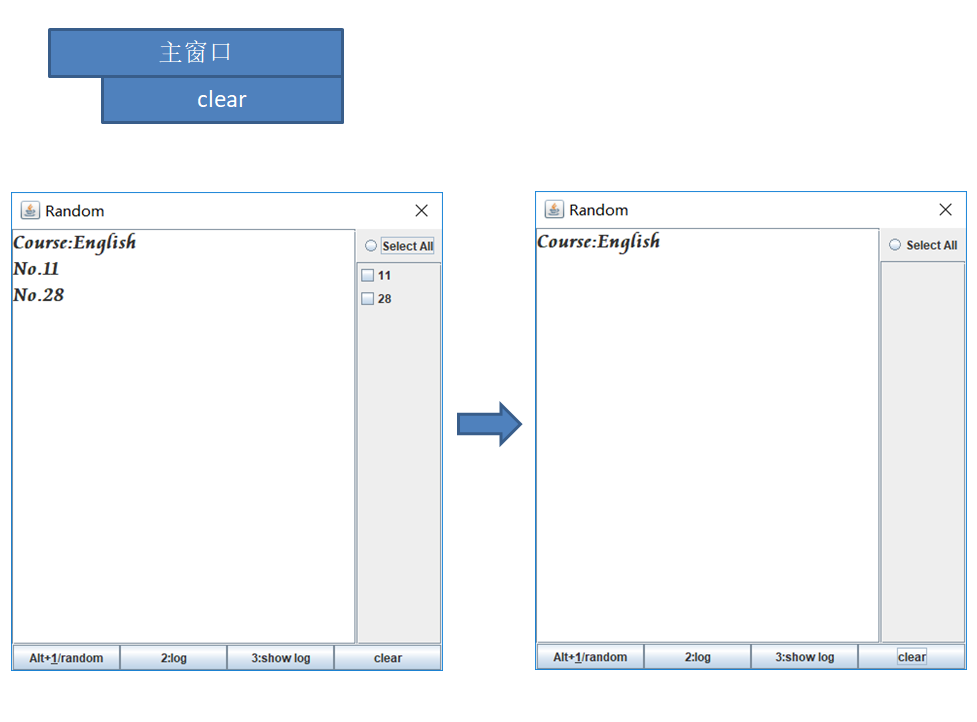 主窗口
clear
Random
Course:English
No.11
No.28
Select All
11
28
Alt+1/random
2:log
3:show log
clear
Random
Course:English
Select All
Alt+1/random
2:log
3:show log
clear